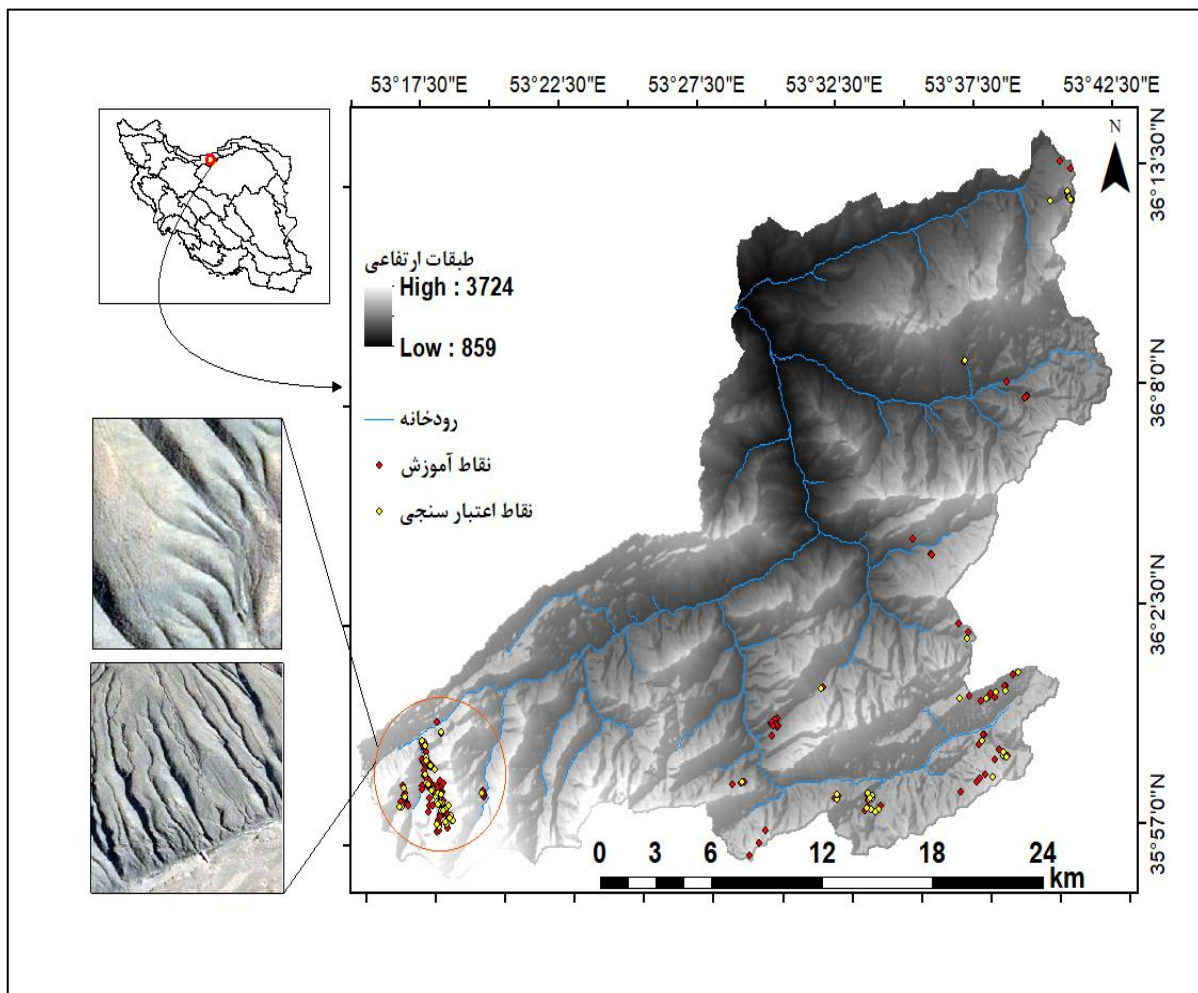 53°17'30"E 53°22'30"E 53°27'30"E 53°32'30"E 53°37'30"E 53°42'30"E
N
36°13'30"N
36°8'0"N
36°2'30"N
35°57'0"N
طبقات ارتفاعی
High : 3724
Low : 859
رودخانه
نقاط آموزش
نقاط اعتبار سنجی
0 3 6 12 18 24
km